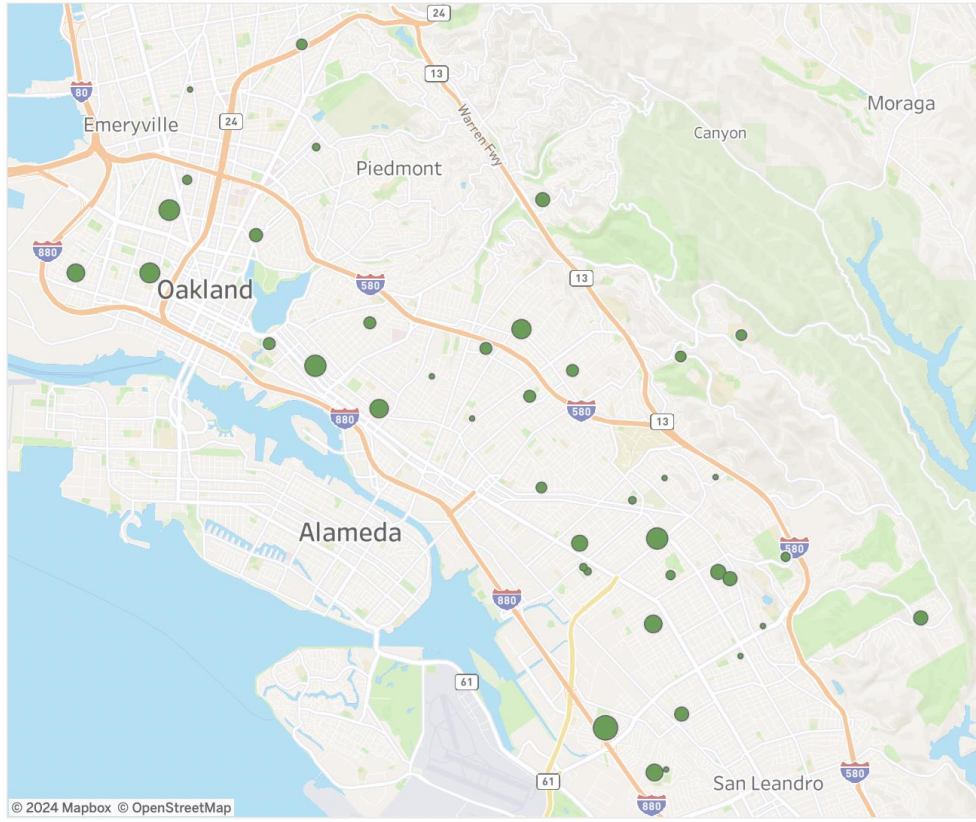 24
13
80
Moraga
Emeryville
24
Warren Fwy
Canyon
Piedmont
880
13
580
Oakland
580
880
13
Alameda
580
880
61
61
San Leandro
580
880
© 2024 Mapbox © OpenStreetMap